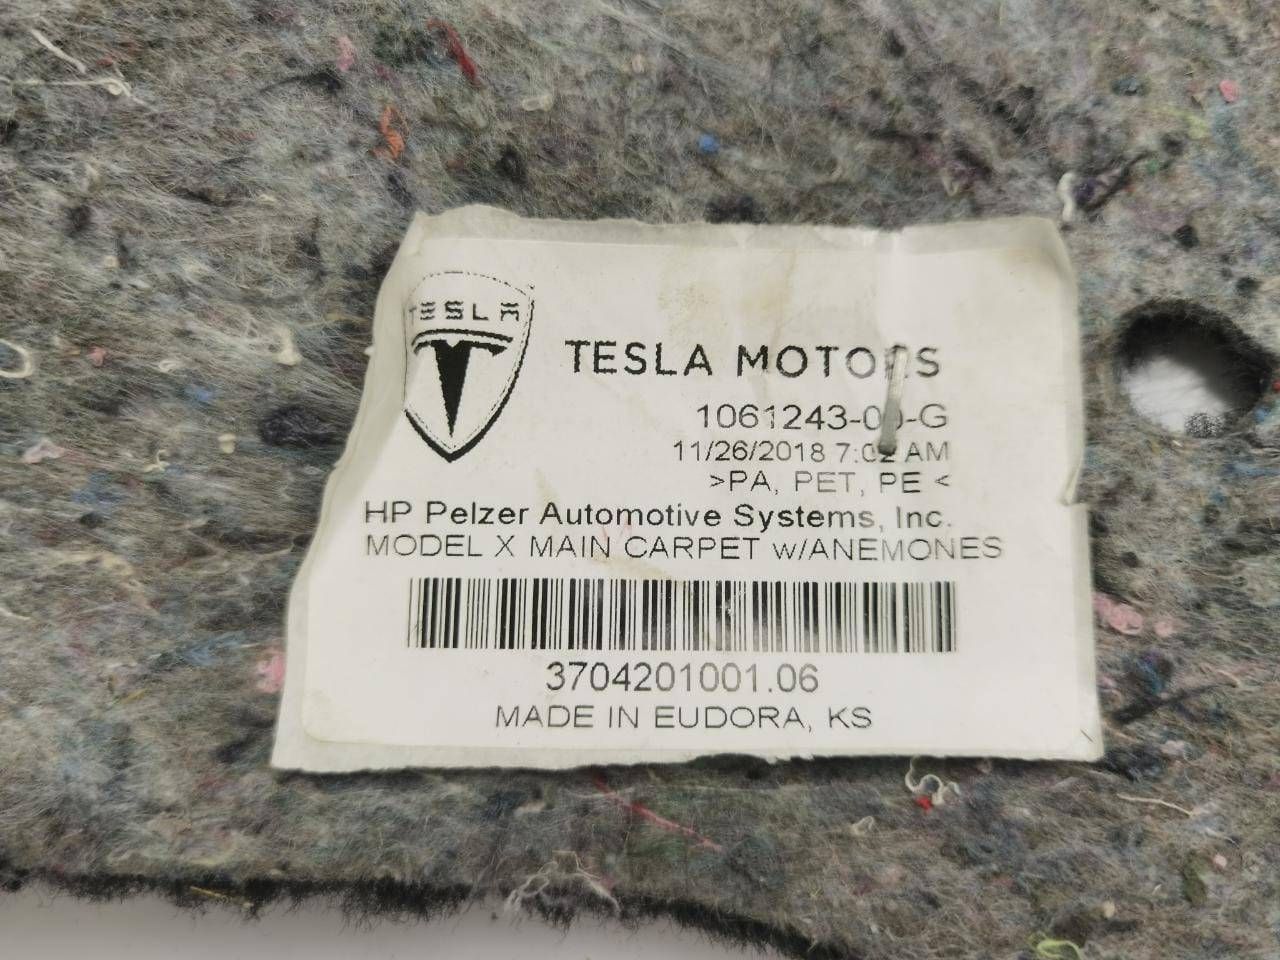 TESLA
TESLA MOTORS
1061243-00-G
11/26/2018 7:02 AM
>PA, PET, PE <
HP Pelzer Automotive Systems, Inc.
MODEL X MAIN CARPET w/ANEMONES
3704201001.06
MADE IN EUDORA, KS